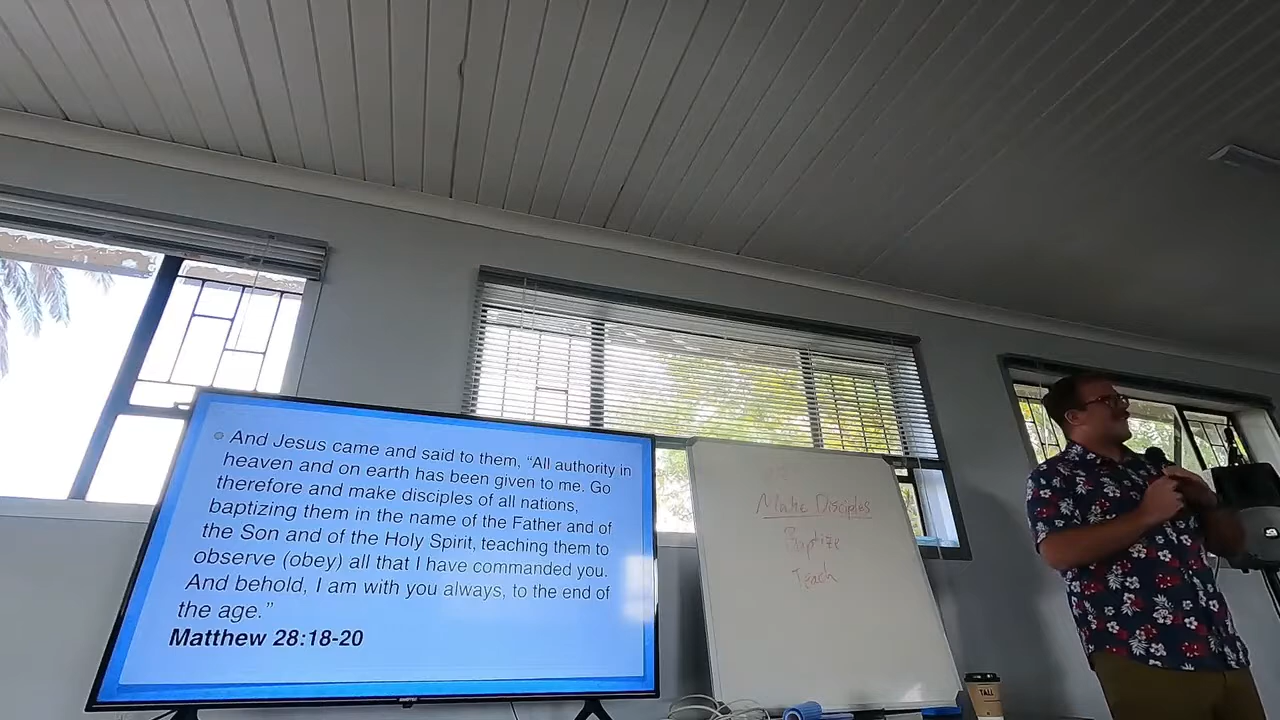 And Jesus came and said to them, “All authority in
heaven and on earth has been given to me. Go
therefore and make disciples of all nations,
baptizing them in the name of the Father and of
the Son and of the Holy Spirit, teaching them to
observe (obey) all that I have commanded you.
And behold, I am with you always, to the end of
the age.”
Matthew 28:18-20
Make Disciples
Baptize
Teach
TALL